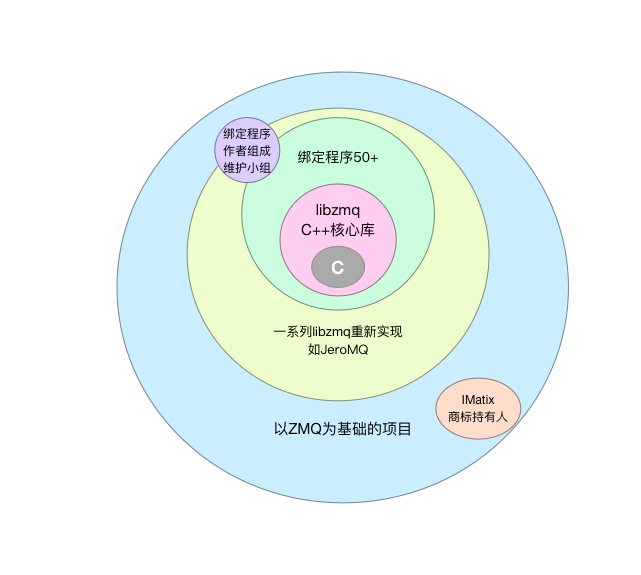 绑定程序
作者组成
维护小组
绑定程序50+
libzmq
C++核心库
C
一系列libzmq重新实现
如JeroMQ
IMatix
商标持有人
以ZMQ为基础的项目